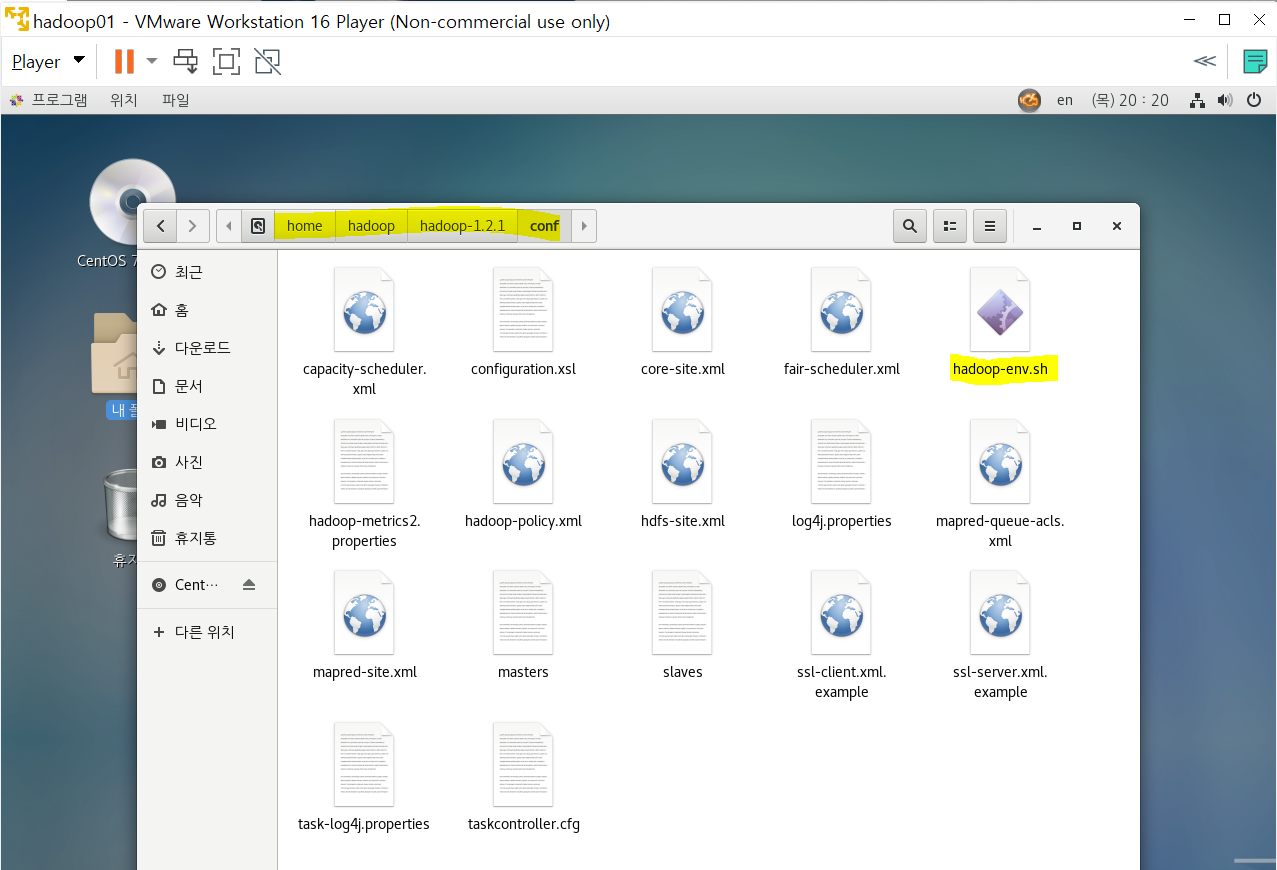 hadoop01 - VMware Workstation 16 Player (Non-commercial use only)
Player
프로그램 위치 파일
en (목) 20 : 20
home hadoop hadoop-1.2.1 conf
CentOS 7
최근
홈
다운로드
내 플
문서
비디오
사진
음악
휴지통
휴지
Cent…
다른 위치
capacity-scheduler.
xml
configuration.xsl
core-site.xml
fair-scheduler.xml
hadoop-env.sh
hadoop-metrics2.
properties
hadoop-policy.xml
hdfs-site.xml
log4j.properties
mapred-queue-acls.
xml
mapred-site.xml
masters
slaves
ssl-client.xml.
example
ssl-server.xml.
example
task-log4j.properties
taskcontroller.cfg